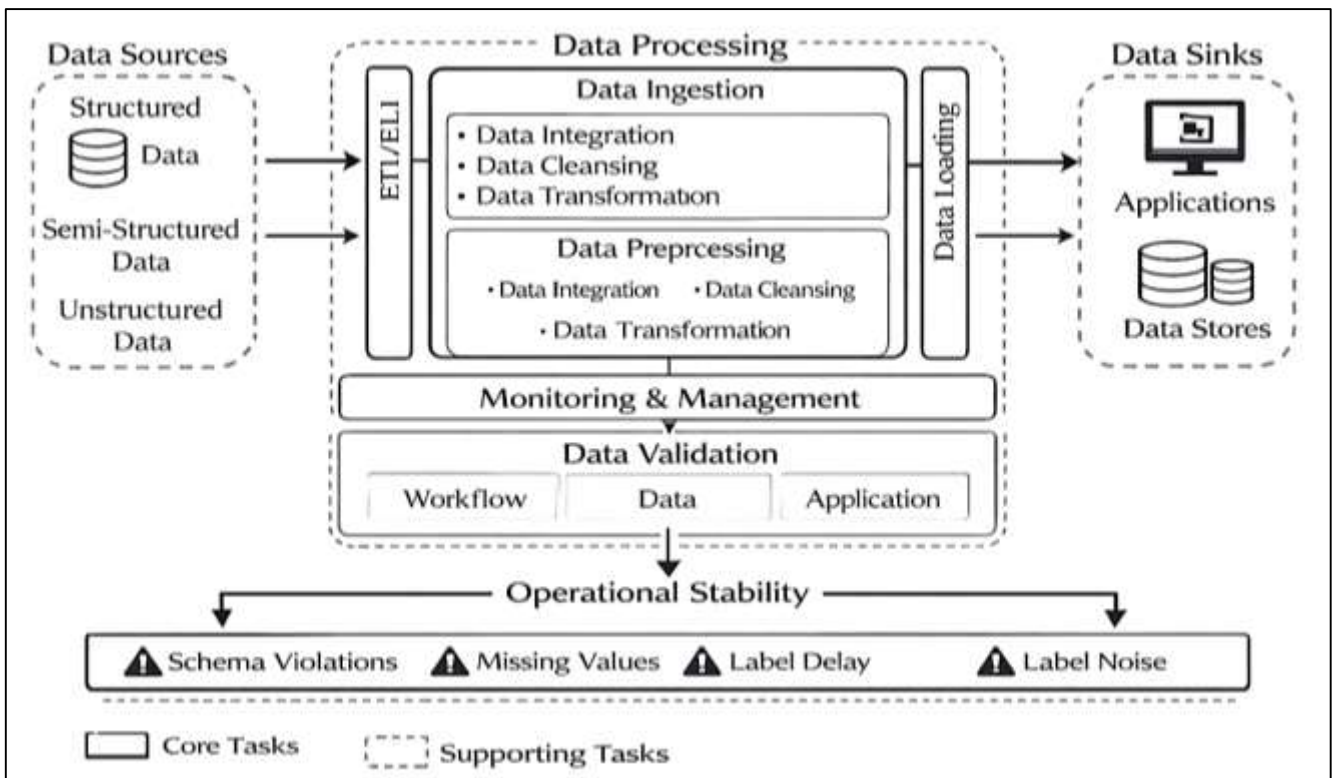 Data Sources
Structured
Data
Semi-Structured
Data
Unstructured
Data
Data Processing
ETL/ELI
Data Ingestion
• Data Integration
• Data Cleansing
• Data Transformation
Data Preprcessing
• Data Integration • Data Cleansing
• Data Transformation
Data Loading
Data Sinks
Applications
Data Stores
Monitoring & Management
Data Validation
Workflow Data Application
Operational Stability
Schema Violations Missing Values Label Delay Label Noise
Core Tasks Supporting Tasks